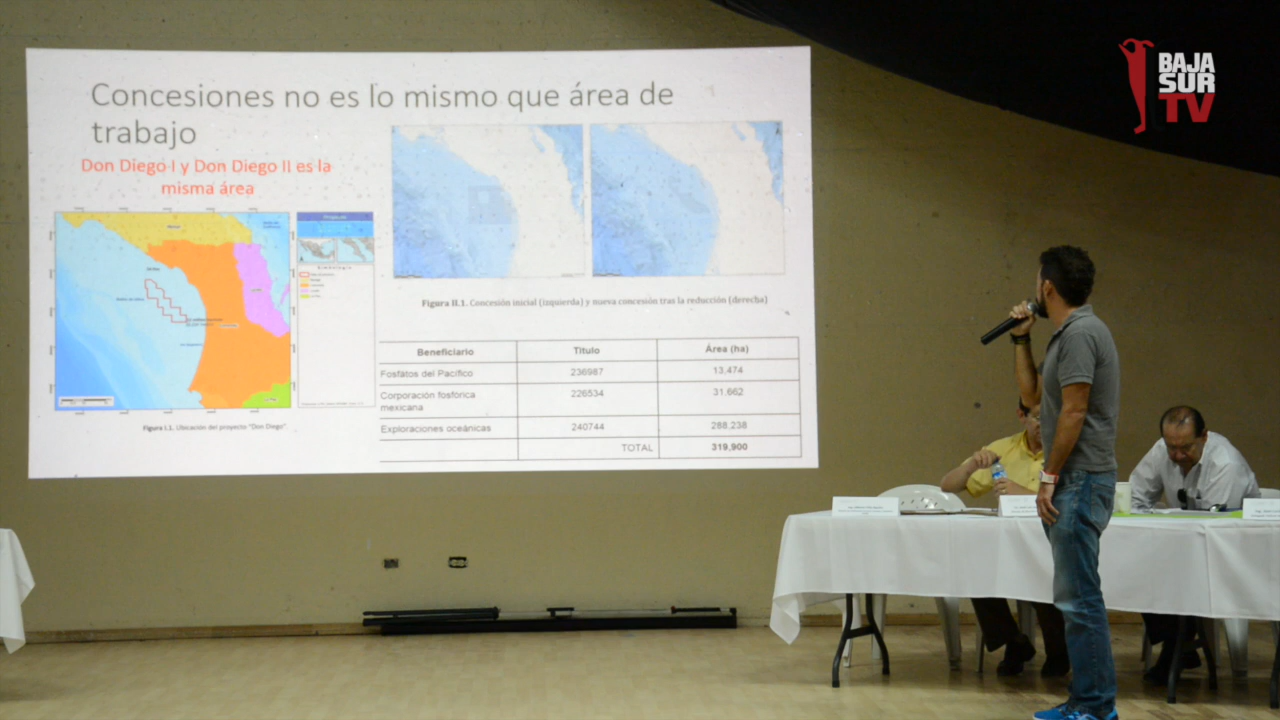 BAJA
SUR
TV
Concesiones no es lo mismo que área de
trabajo
Don Diego I y Don Diego II es la
misma área
Figura I.1. Ubicación del proyecto "Don Diego".
Figura II.1. Concesión inicial (izquierda) y nueva concesión tras la reducción (derecha)
Beneficiario Titulo Área (ha)
Fosfatos del Pacífico 236987 13,474
Corporación fosfórica 226534 31,662
mexicana
Exploraciones oceánicas 240744 288,238
TOTAL 319,900